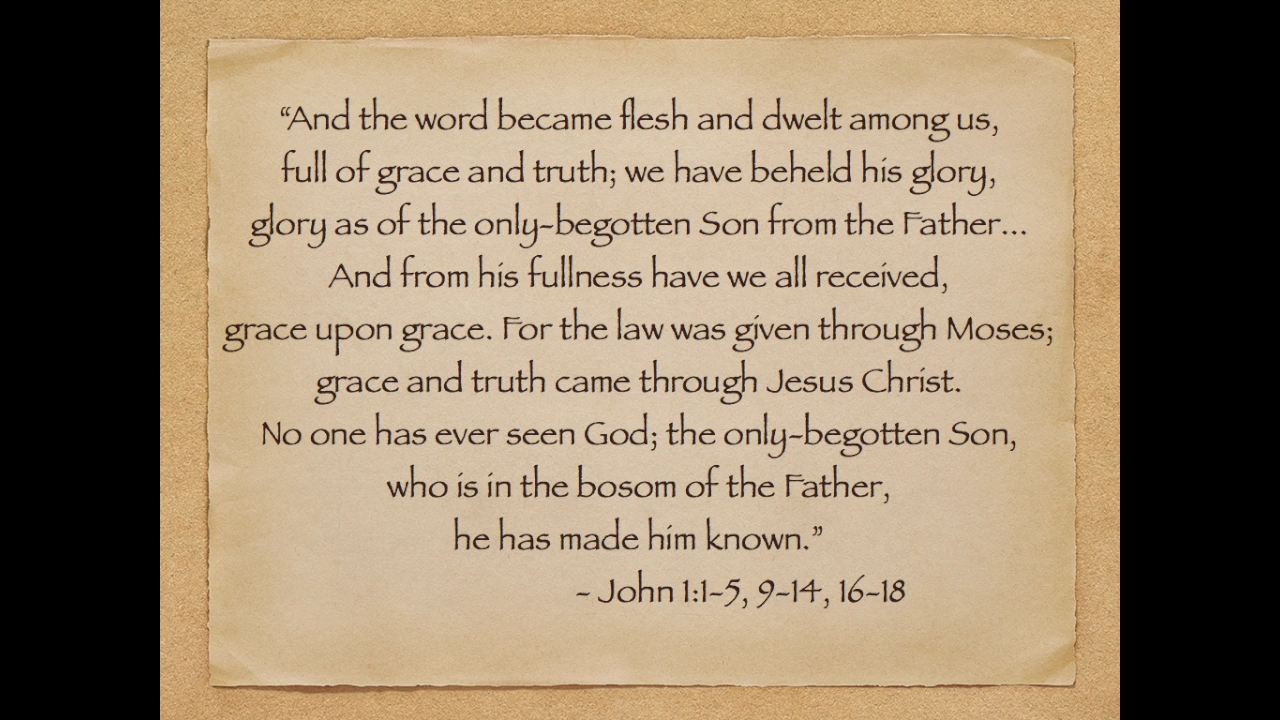 “And the word became flesh and dwelt among us,
full of grace and truth; we have beheld his glory,
glory as of the only-begotten Son from the Father...
And from his fullness have we all received,
grace upon grace. For the law was given through Moses;
grace and truth came through Jesus Christ.
No one has ever seen God; the only-begotten Son,
who is in the bosom of the Father,
he has made him known.”
- John 1:1-5, 9-14, 16-18